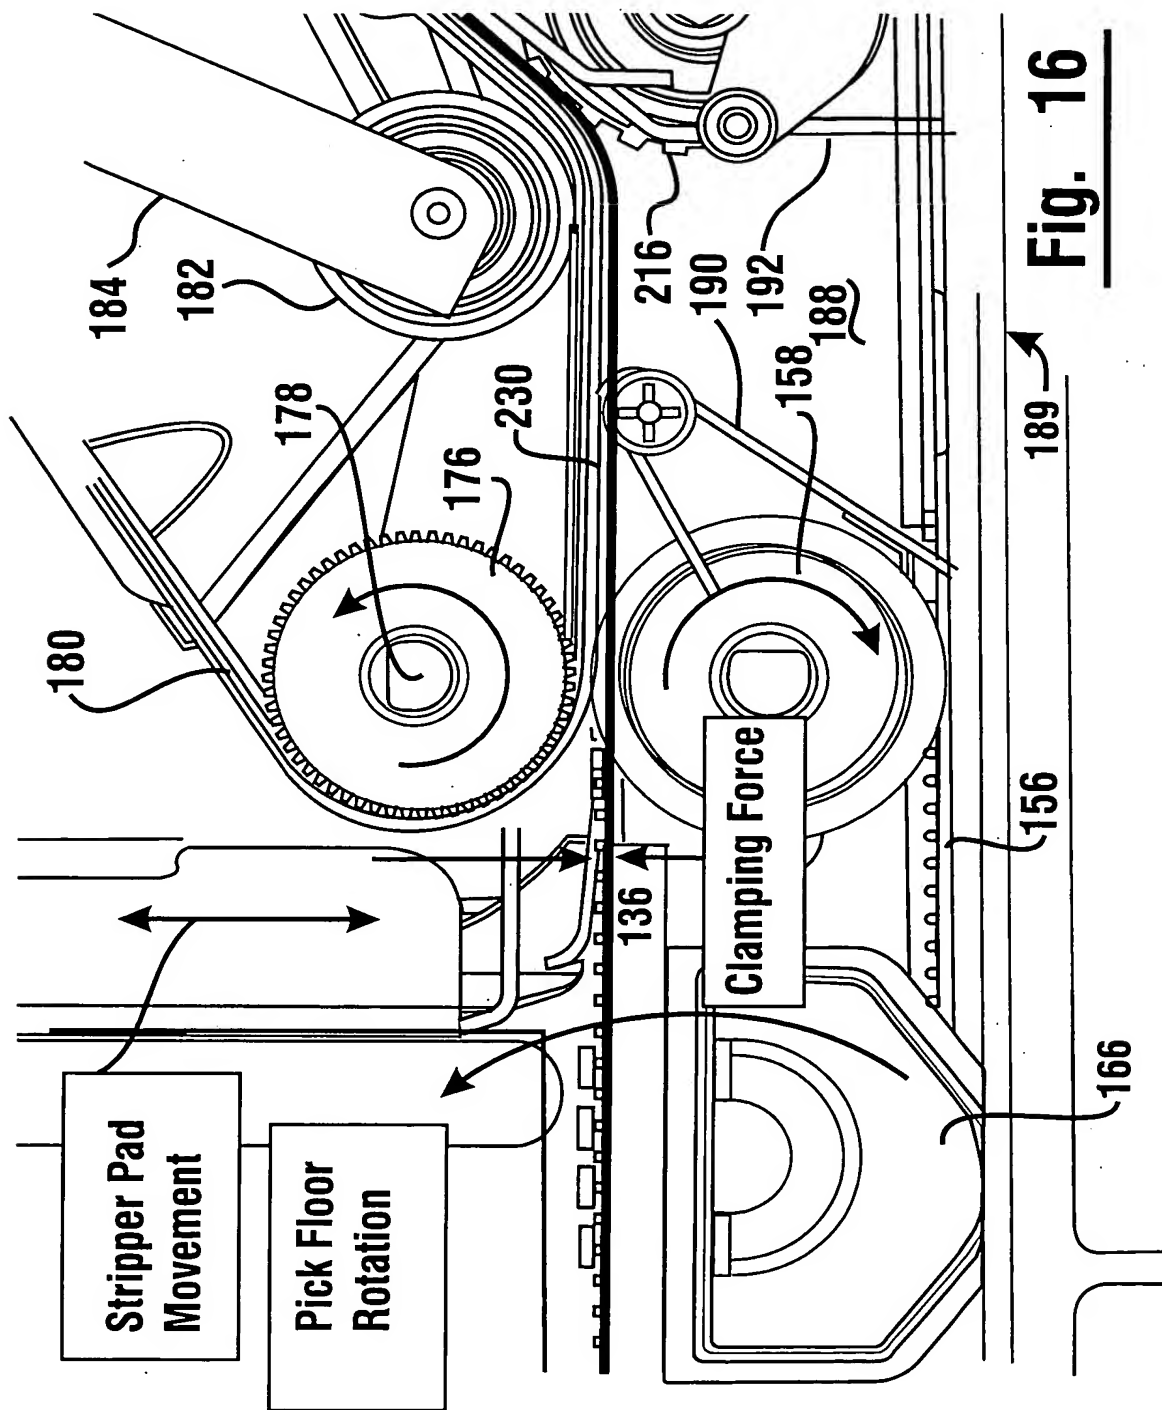 184
182
180
178
176
230
216
190
192
188
158
189
136
Clamping Force
156
166
Stripper Pad
Movement
Pick Floor
Rotation
Fig. 16